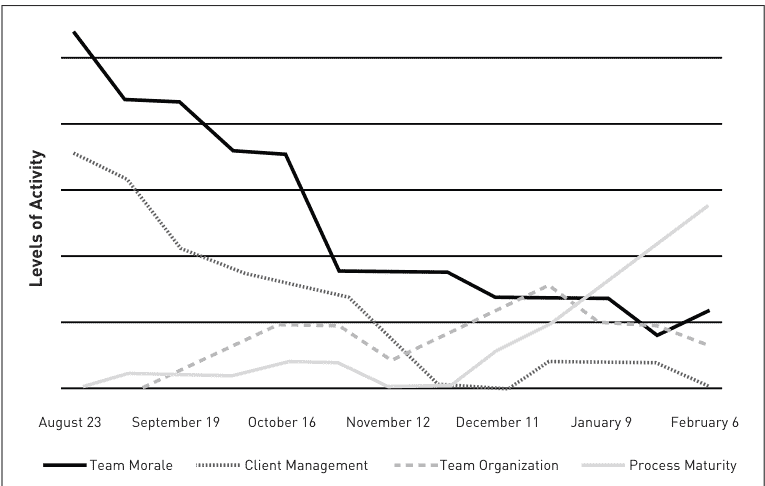 Levels of Activity
August 23 September 19 October 16 November 12 December 11 January 9 February 6
Team Morale Client Management Team Organization Process Maturity